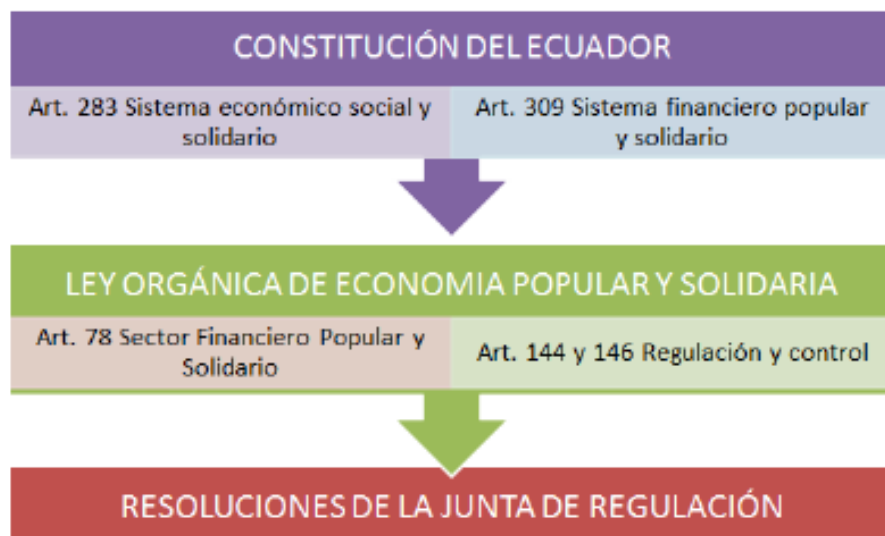 CONSTITUCIÓN DEL ECUADOR
Art. 283 Sistema económico social y
solidario
Art. 309 Sistema financiero popular
y solidario
LEY ORGÁNICA DE ECONOMIA POPULAR Y SOLIDARIA
Art. 78 Sector Financiero Popular y
Solidario
Art. 144 y 146 Regulación y control
RESOLUCIONES DE LA JUNTA DE REGULACIÓN